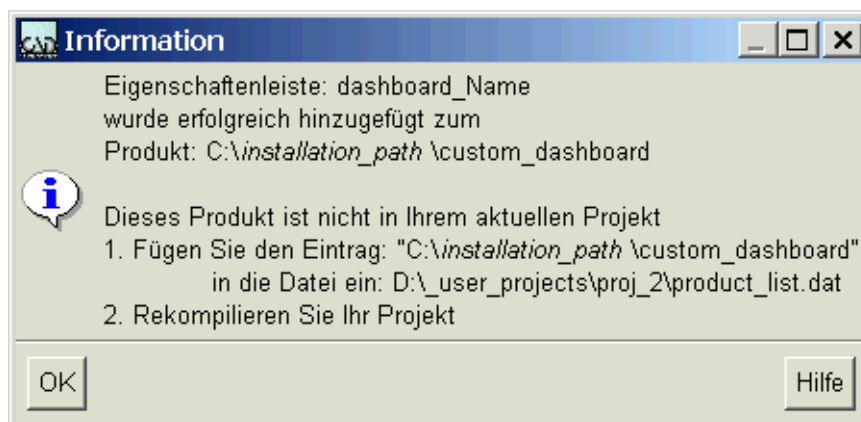 CAD Information
Eigenschaftenleiste: dashboard_Name
wurde erfolgreich hinzugefügt zum
Produkt: C:\installation_path \custom_dashboard
Dieses Produkt ist nicht in Ihrem aktuellen Projekt
1. Fügen Sie den Eintrag: "C:\installation_path \custom_dashboard"
in die Datei ein: D:\_user_projects\proj_2\product_list.dat
2. Rekompilieren Sie Ihr Projekt
OK Hilfe